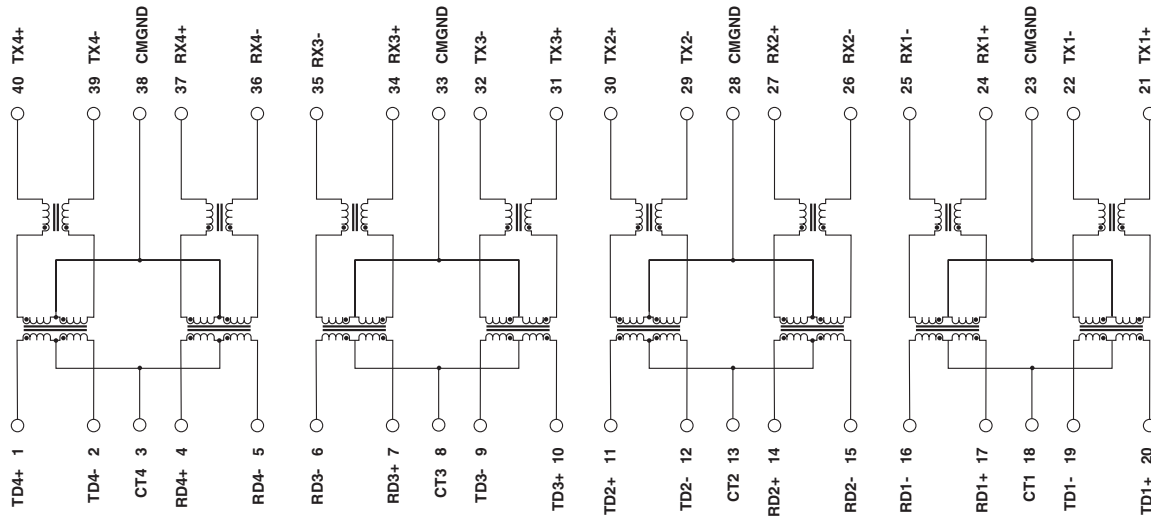 40 TX4+
39 TX4-
38 CMGND
37 RX4+
36 RX4-
35 RX3-
34 RX3+
33 CMGND
32 TX3-
31 TX3+
30 TX2+
29 TX2-
28 CMGND
27 RX2+
26 RX2-
25 RX1-
24 RX1+
23 CMGND
22 TX1-
21 TX1+
TD4+ 1
TD4- 2
CT4 3
RD4+ 4
RD4- 5
RD3- 6
RD3+ 7
CT3 8
TD3- 9
TD3+ 10
TD2+ 11
TD2- 12
CT2 13
RD2+ 14
RD2- 15
RD1- 16
RD1+ 17
CT1 18
TD1- 19
TD1+ 20